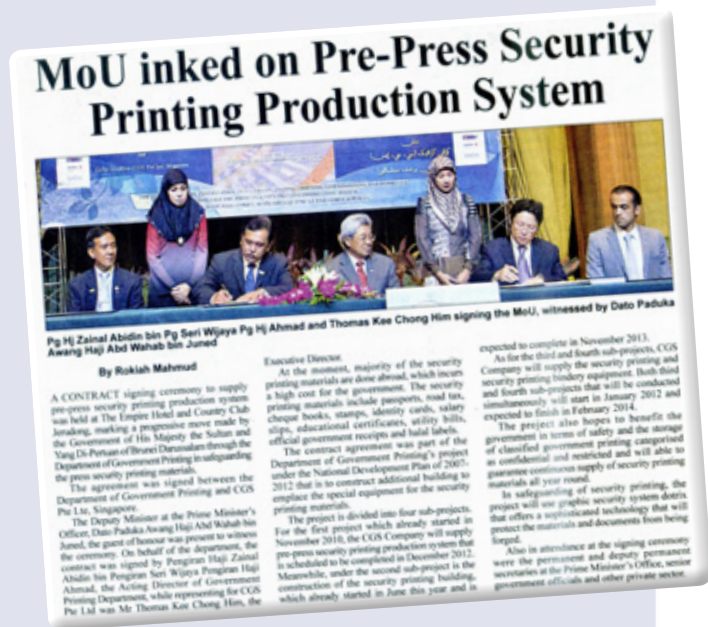 MoU inked on Pre-Press Security
Printing Production System
Pg Hj Zainal Abidin bin Pg Seri Wijaya Pg Hj Ahmad and Thomas Kee Chong Him signing the MoU, witnessed by Dato Paduka
Awang Haji Abd Wahab bin Juned
By Rokiah Mahmud
A CONTRACT signing ceremony to supply
pre-press security printing production system
was held at The Empire Hotel and Country Club
Jerudong, marking a progressive move made by
the Government of His Majesty the Sultan and
Yang Di-Pertuan of Brunei Darussalam through the
Department of Government Printing in safeguarding
the press security printing materials.
The agreement was signed between the
Department of Government Printing and CGS
Pte Ltd, Singapore.
The Deputy Minister at the Prime Minister's
Officer, Dato Paduka Awang Haji Abd Wahab bin
Juned, the guest of honour was present to witness
the ceremony. On behalf of the department, the
contract was signed by Pengiran Haji Zainal
Abidin bin Pengiran Seri Wijaya Pengiran Haji
Ahmad, the Acting Director of Government
Printing Department, while representing for CGS
Pte Ltd was Mr Thomas Kee Chong Him, the
Executive Director.
At the moment, majority of the security
printing materials are done abroad, which incurs
a high cost for the government. The security
printing materials include passports, road tax,
cheque books, stamps, identity cards, salary
slips, educational certificates, utility bills,
official government receipts and halal labels.
The contract agreement was part of the
Department of Government Printing's project
under the National Development Plan of 2007-
2012 that is to construct additional building to
emplace the special equipment for the security
printing materials.
The project is divided into four sub-projects.
For the first project which already started in
November 2010, the CGS Company will supply
pre-press security printing production system that
is scheduled to be completed in December 2012.
Meanwhile, under the second sub-project is the
construction of the security printing building,
which already started in June this year and is
expected to complete in November 2013.
As for the third and fourth sub-projects, CGS
Company will supply the security printing and
security printing bindery equipment. Both third
and fourth sub-projects that will be conducted
simultaneously will start in January 2012 and
expected to finish in February 2014.
The project also hopes to benefit the
government in terms of safety and the storage
of classified government printing categorised
as confidential and restricted and will able to
guarantee continuous supply of security printing
materials all year round.
In safeguarding of security printing, the
project will use graphic security system dotrix
that offers a sophisticated technology that will
protect the materials and documents from being
forged.
Also in attendance at the signing ceremony
were the permanent and deputy permanent
secretaries at the Prime Minister's Office, senior
government officials and other private sector.